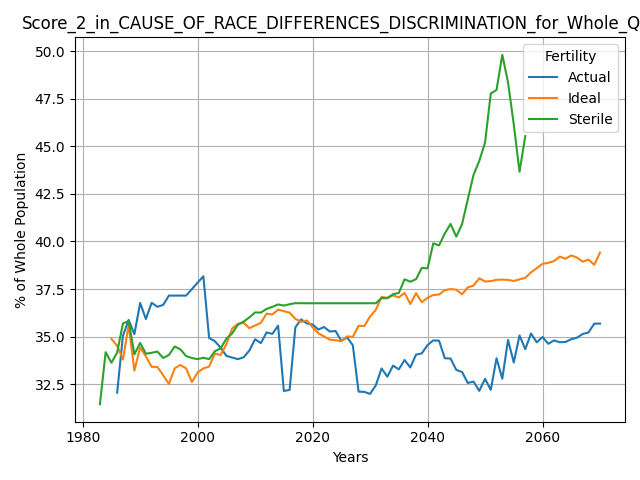 Score_2_in_CAUSE_OF_RACE_DIFFERENCES_DISCRIMINATION_for_Whole_Q
Fertility
Actual
Ideal
Sterile
% of Whole Population
50.0
47.5
45.0
42.5
40.0
37.5
35.0
32.5
1980
2000
2020
2040
2060
Years